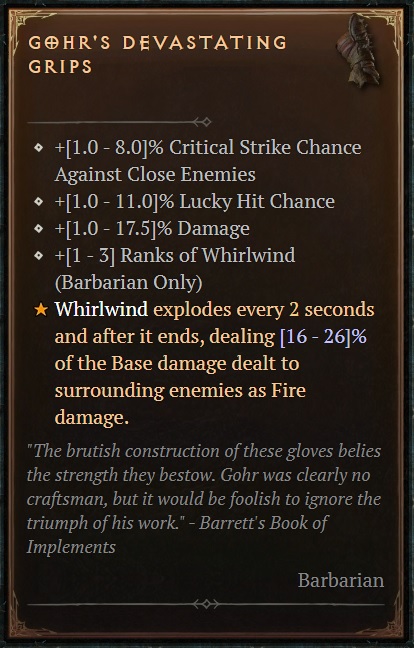 GOHR'S DEVASTATING
GRIPS
+[1.0 - 8.0]% Critical Strike Chance
Against Close Enemies
+[1.0 - 11.0]% Lucky Hit Chance
+[1.0 - 17.5]% Damage
+[1 - 3] Ranks of Whirlwind
(Barbarian Only)
Whirlwind explodes every 2 seconds
and after it ends, dealing [16 - 26]%
of the Base damage dealt to
surrounding enemies as Fire
damage.
"The brutish construction of these gloves belies
the strength they bestow. Gohr was clearly no
craftsman, but it would be foolish to ignore the
triumph of his work." - Barrett's Book of
Implements
Barbarian